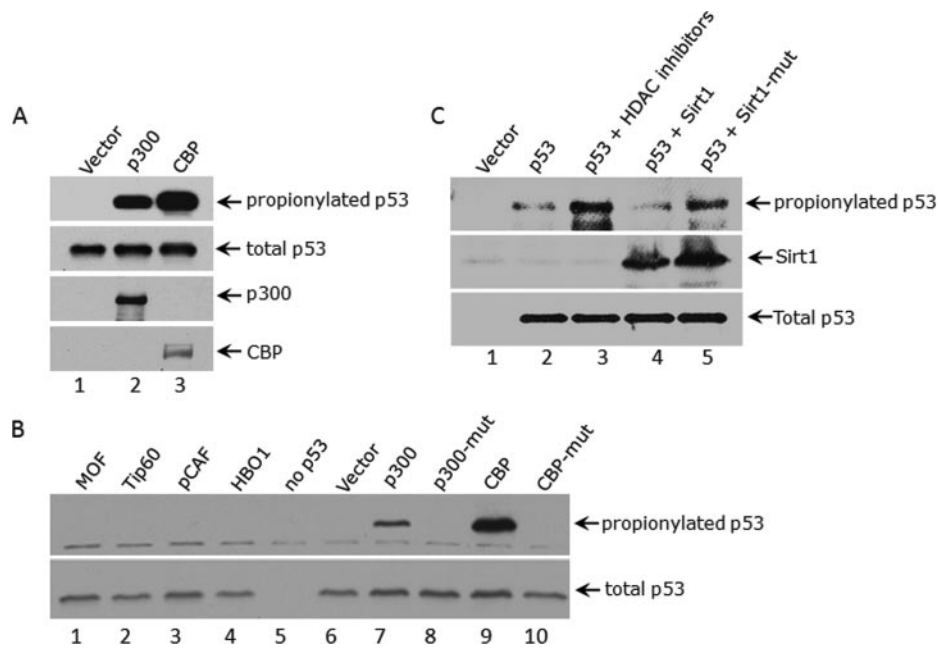 A
Vector
p300
CBP
propionylated p53
total p53
p300
CBP
1 2 3
C
Vector
p53
p53 + HDAC inhibitors
p53 + Sirt1
p53 + Sirt1-mut
propionylated p53
Sirt1
Total p53
1 2 3 4 5
B
MOF
Tip60
pCAF
HBO1
no p53
Vector
p300
p300-mut
CBP
CBP-mut
propionylated p53
total p53
1 2 3 4 5 6 7 8 9 10